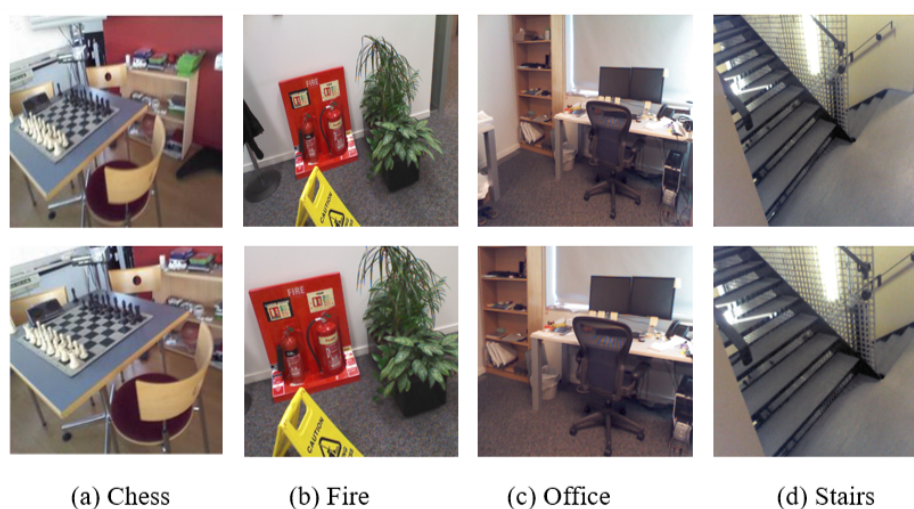 FIRE
CAUTION
FIRE
CAUTION
(a) Chess
(b) Fire
(c) Office
(d) Stairs